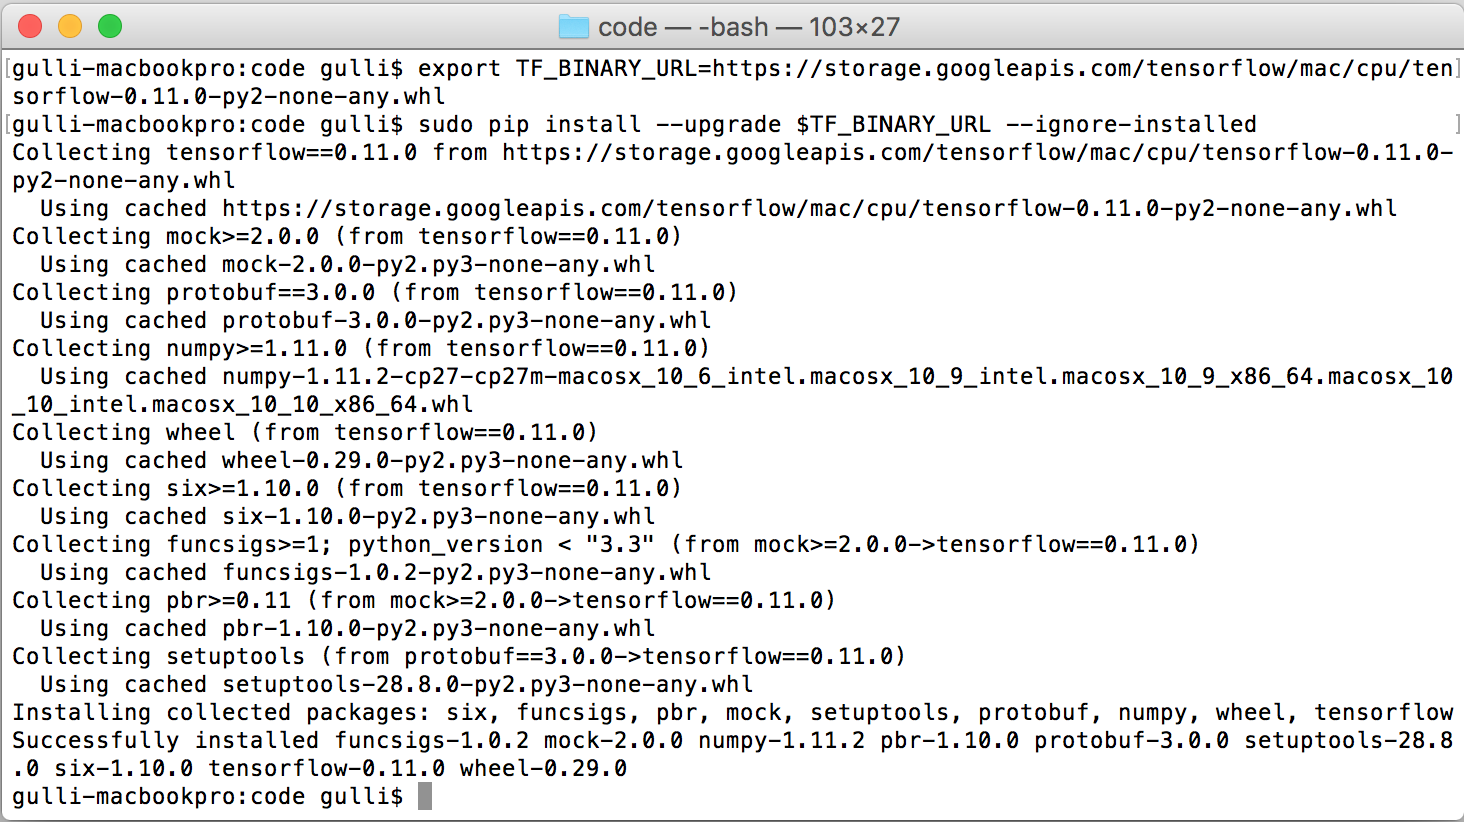 code — -bash — 103×27
[gulli-macbookpro:code gulli$ export TF_BINARY_URL=https://storage.googleapis.com/tensorflow/mac/cpu/ten]
sorflow-0.11.0-py2-none-any.whl
[gulli-macbookpro:code gulli$ sudo pip install --upgrade $TF_BINARY_URL --ignore-installed ]
Collecting tensorflow==0.11.0 from https://storage.googleapis.com/tensorflow/mac/cpu/tensorflow-0.11.0-
py2-none-any.whl
  Using cached https://storage.googleapis.com/tensorflow/mac/cpu/tensorflow-0.11.0-py2-none-any.whl
Collecting mock>=2.0.0 (from tensorflow==0.11.0)
  Using cached mock-2.0.0-py2.py3-none-any.whl
Collecting protobuf==3.0.0 (from tensorflow==0.11.0)
  Using cached protobuf-3.0.0-py2.py3-none-any.whl
Collecting numpy>=1.11.0 (from tensorflow==0.11.0)
  Using cached numpy-1.11.2-cp27-cp27m-macosx_10_6_intel.macosx_10_9_intel.macosx_10_9_x86_64.macosx_10
_10_intel.macosx_10_10_x86_64.whl
Collecting wheel (from tensorflow==0.11.0)
  Using cached wheel-0.29.0-py2.py3-none-any.whl
Collecting six>=1.10.0 (from tensorflow==0.11.0)
  Using cached six-1.10.0-py2.py3-none-any.whl
Collecting funcsigs>=1; python_version < "3.3" (from mock>=2.0.0->tensorflow==0.11.0)
  Using cached funcsigs-1.0.2-py2.py3-none-any.whl
Collecting pbr>=0.11 (from mock>=2.0.0->tensorflow==0.11.0)
  Using cached pbr-1.10.0-py2.py3-none-any.whl
Collecting setuptools (from protobuf==3.0.0->tensorflow==0.11.0)
  Using cached setuptools-28.8.0-py2.py3-none-any.whl
Installing collected packages: six, funcsigs, pbr, mock, setuptools, protobuf, numpy, wheel, tensorflow
Successfully installed funcsigs-1.0.2 mock-2.0.0 numpy-1.11.2 pbr-1.10.0 protobuf-3.0.0 setuptools-28.8
.0 six-1.10.0 tensorflow-0.11.0 wheel-0.29.0
gulli-macbookpro:code gulli$